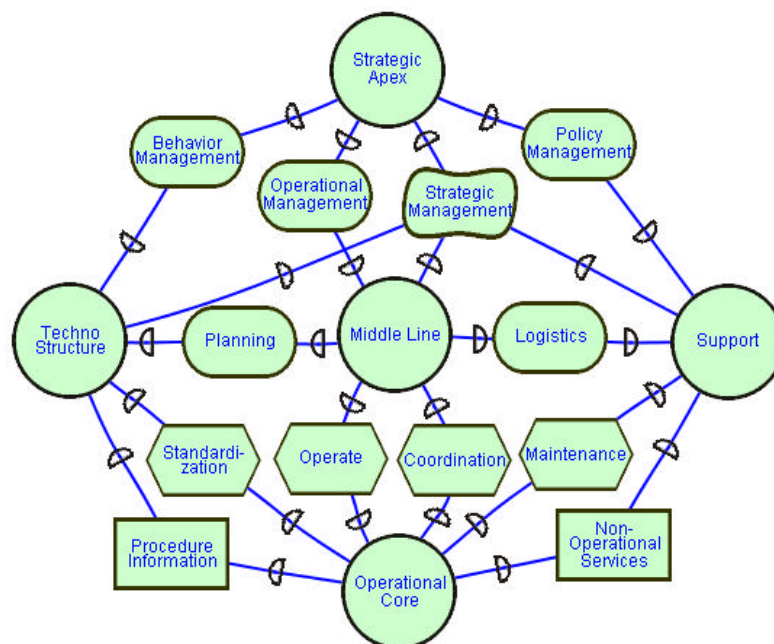 Strategic
Apex
Behavior
Management
Policy
Management
Operational
Management
Strategic
Management
Techno
Structure
Planning
Middle Line
Logistics
Support
Standardi-
zation
Operate
Coordination
Maintenance
Procedure
Information
Operational
Core
Non-
Operational
Services